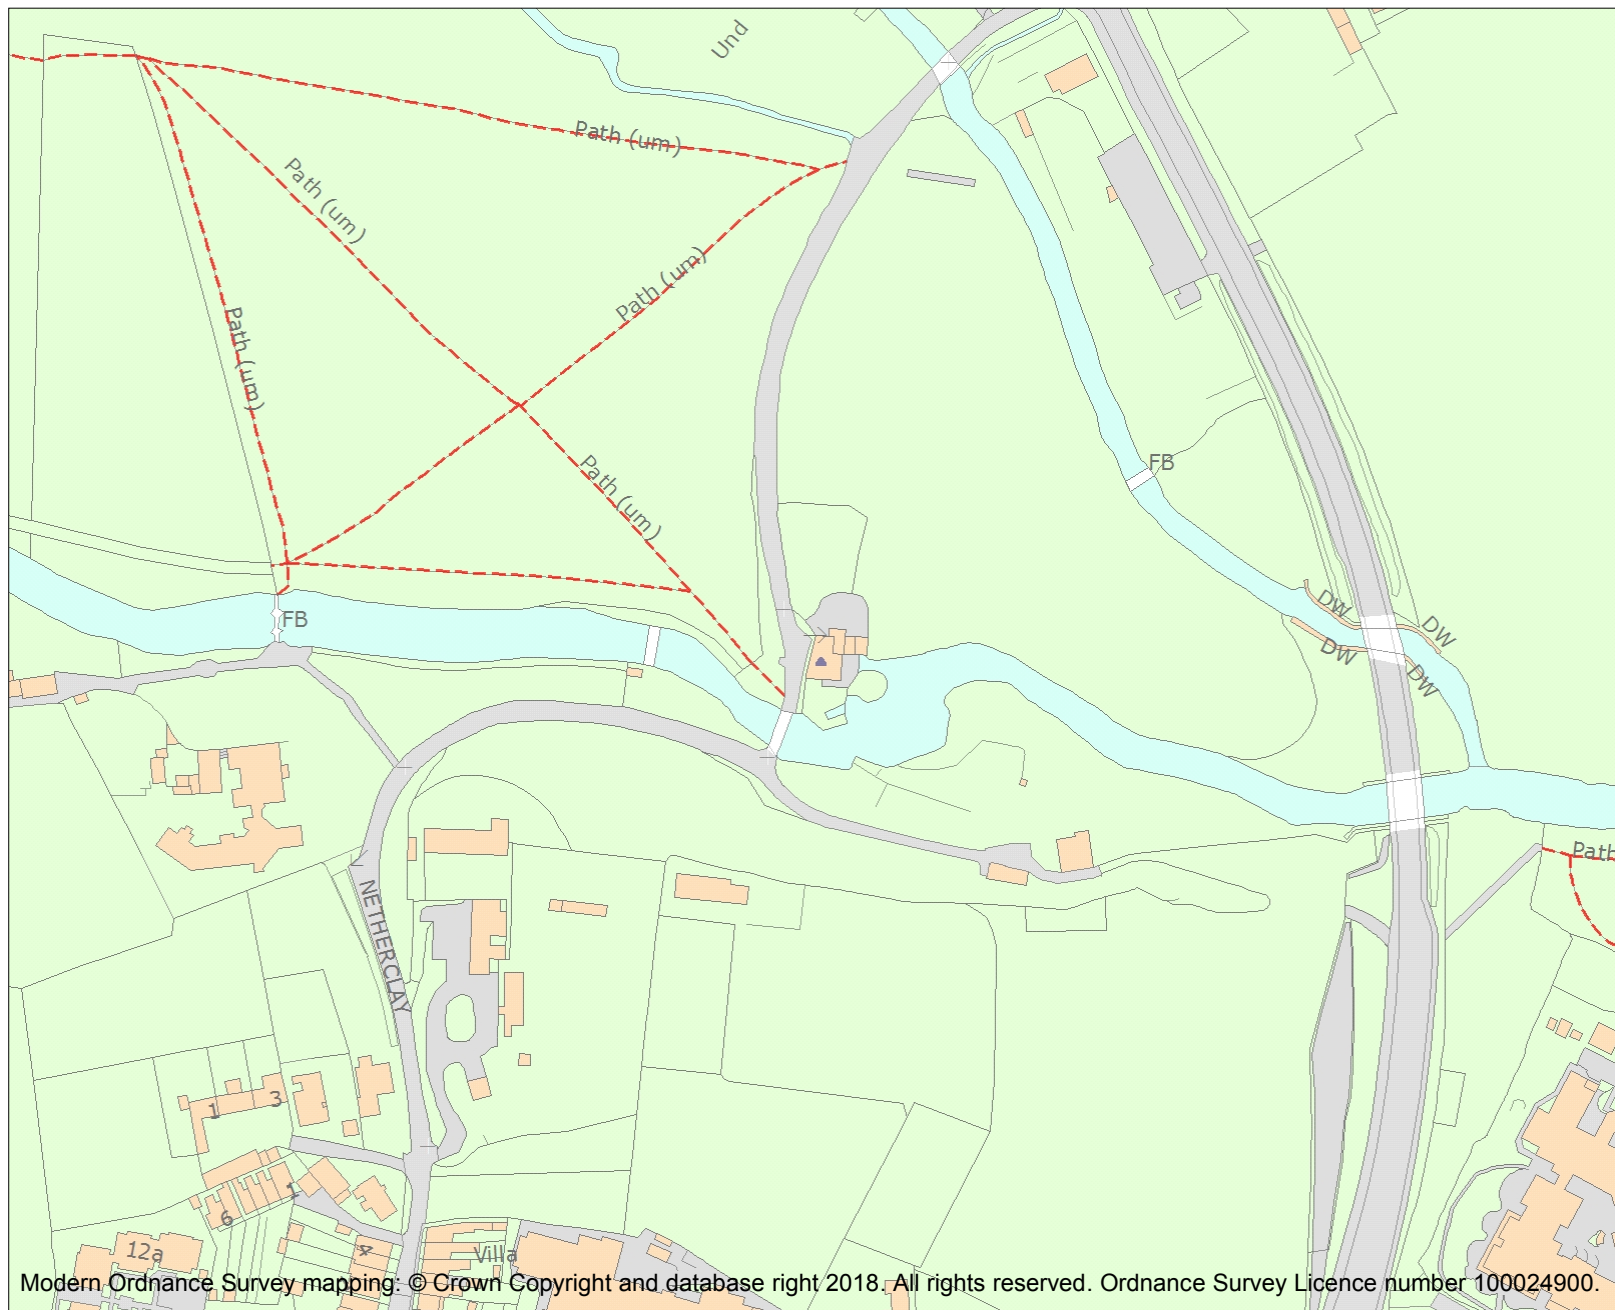 Und
Path (um)
Path (um)
Path (um)
Path (um)
Path (um)
FB
FB
DW
DW
DW
DW
Path
NETHERCLAY
1
3
1
6
4
12a
Villa
Modern Ordnance Survey mapping: © Crown Copyright and database right 2018. All rights reserved. Ordnance Survey Licence number 100024900.